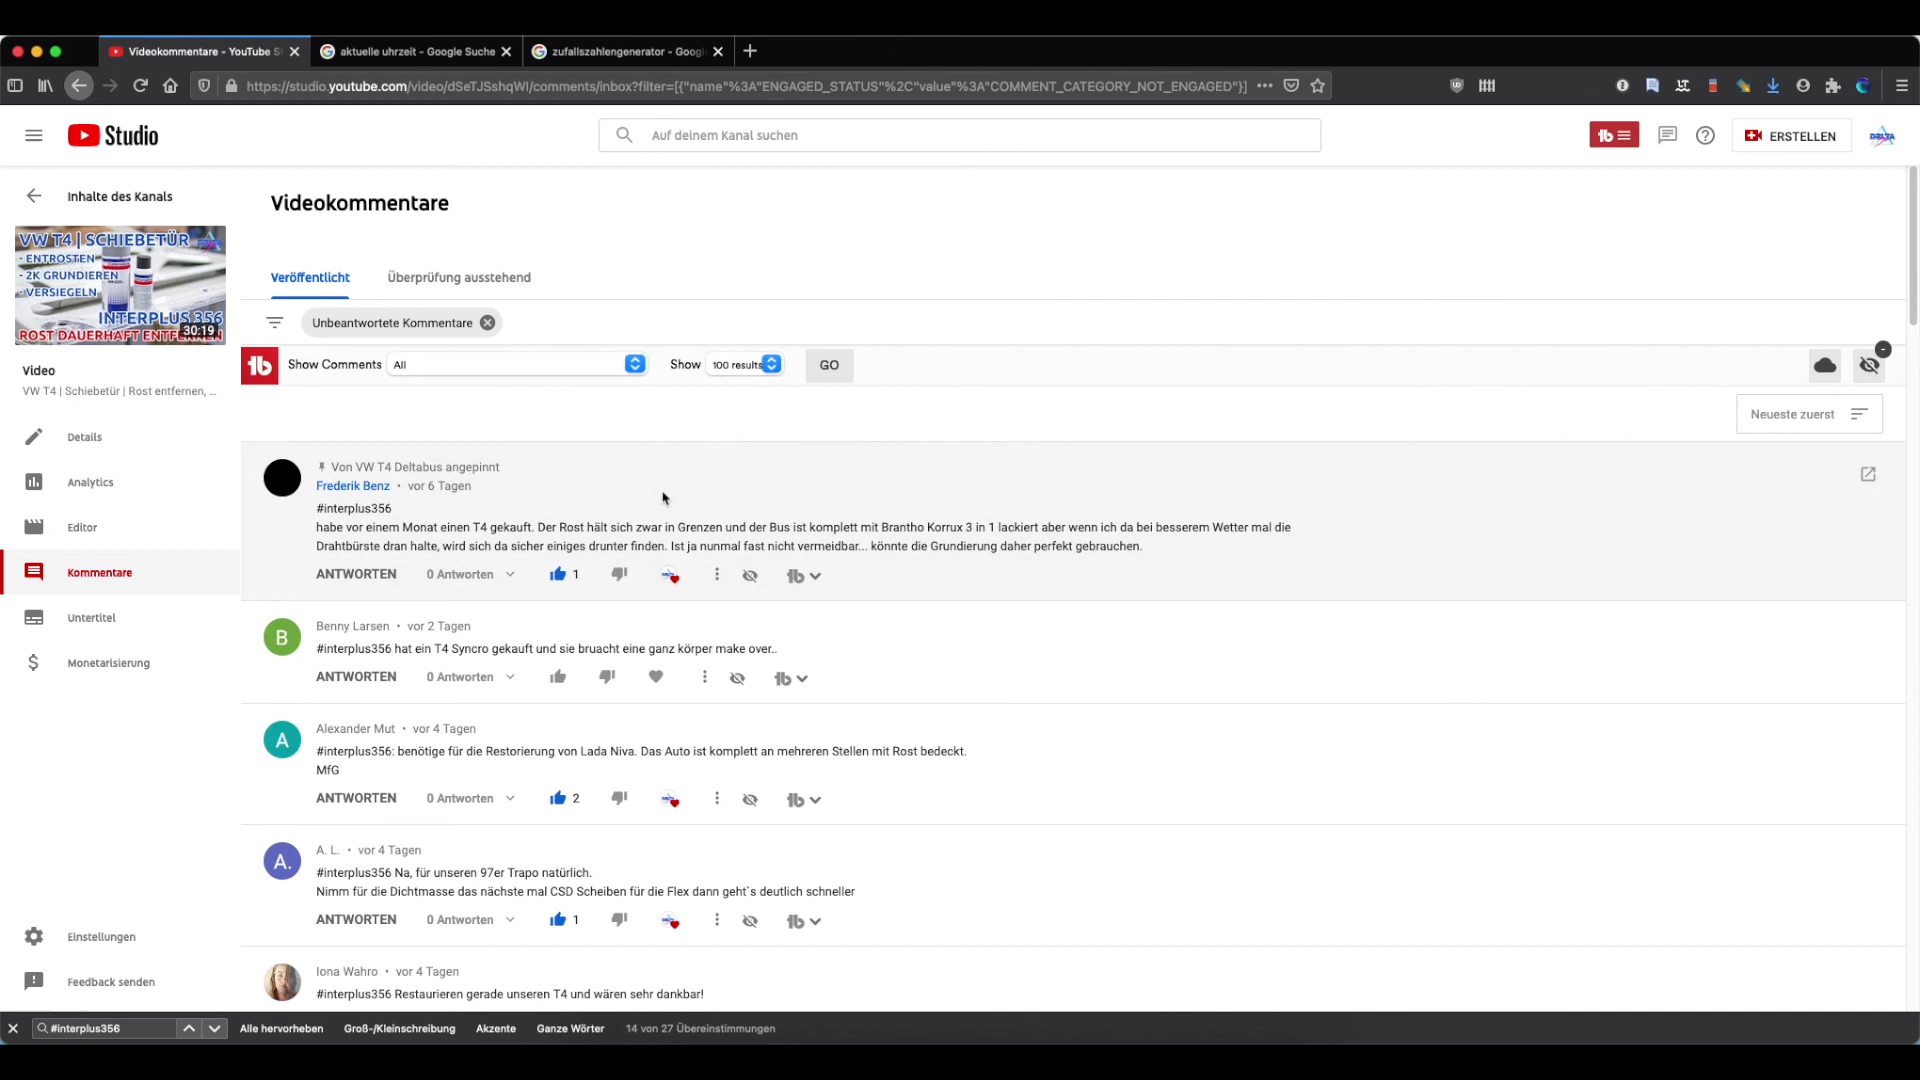 Videokommentare - YouTube S
aktuelle uhrzeit - Google Suche
zufallszahlengenerator - Googl
https://studio.youtube.com/video/dSeTJSshqWI/comments/inbox?filter=[{"name"%3A"ENGAGED_STATUS"%2C"value"%3A"COMMENT_CATEGORY_NOT_ENGAGED"}]
Studio
Auf deinem Kanal suchen
ERSTELLEN
Inhalte des Kanals
Videokommentare
VW T4 | SCHIEBETÜR
- ENTROSTEN
- 2K GRUNDIEREN
- VERSIEGELN
INTERPLUS 356
ROST DAUERHAFT ENTFERNEN
30:19
Veröffentlicht
Überprüfung ausstehend
Unbeantwortete Kommentare
Show Comments All
Show 100 results
GO
Video
VW T4 | Schiebetür | Rost entfernen, ...
Neueste zuerst
Details
Analytics
Editor
Kommentare
Untertitel
Monetarisierung
Einstellungen
Feedback senden
Von VW T4 Deltabus angepinnt
Frederik Benz • vor 6 Tagen
#interplus356
habe vor einem Monat einen T4 gekauft. Der Rost hält sich zwar in Grenzen und der Bus ist komplett mit Brantho Korrux 3 in 1 lackiert aber wenn ich da bei besserem Wetter mal die
Drahtbürste dran halte, wird sich da sicher einiges drunter finden. Ist ja nunmal fast nicht vermeidbar... könnte die Grundierung daher perfekt gebrauchen.
ANTWORTEN 0 Antworten 1
B
Benny Larsen • vor 2 Tagen
#interplus356 hat ein T4 Syncro gekauft und sie bruacht eine ganz körper make over..
ANTWORTEN 0 Antworten
A
Alexander Mut • vor 4 Tagen
#interplus356: benötige für die Restorierung von Lada Niva. Das Auto ist komplett an mehreren Stellen mit Rost bedeckt.
MfG
ANTWORTEN 0 Antworten 2
A.
A. L. • vor 4 Tagen
#interplus356 Na, für unseren 97er Trapo natürlich.
Nimm für die Dichtmasse das nächste mal CSD Scheiben für die Flex dann geht`s deutlich schneller
ANTWORTEN 0 Antworten 1
Iona Wahro • vor 4 Tagen
#interplus356 Restaurieren gerade unseren T4 und wären sehr dankbar!
#interplus356
Alle hervorheben
Groß-/Kleinschreibung
Akzente
Ganze Wörter
14 von 27 Übereinstimmungen